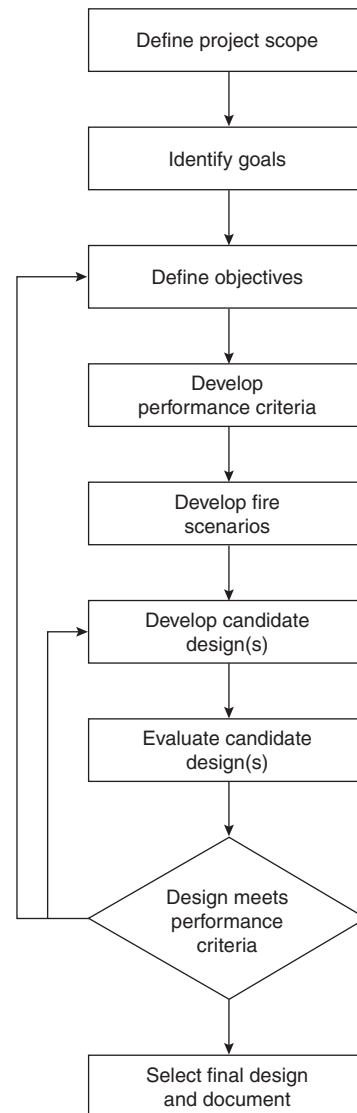 Define project scope
Identify goals
Define objectives
Develop
performance criteria
Develop fire
scenarios
Develop candidate
design(s)
Evaluate candidate
design(s)
Design meets
performance
criteria
Select final design
and document